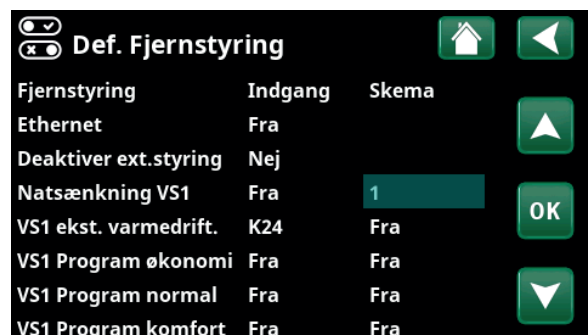 Def. Fjernstyring
Fjernstyring Indgang Skema
Ethernet Fra
Deaktiver ext.styring Nej
Natsænkning VS1 Fra 1
VS1 ekst. varmedrift. K24 Fra
VS1 Program økonomi Fra Fra
VS1 Program normal Fra Fra
VS1 Program komfort Fra Fra
OK